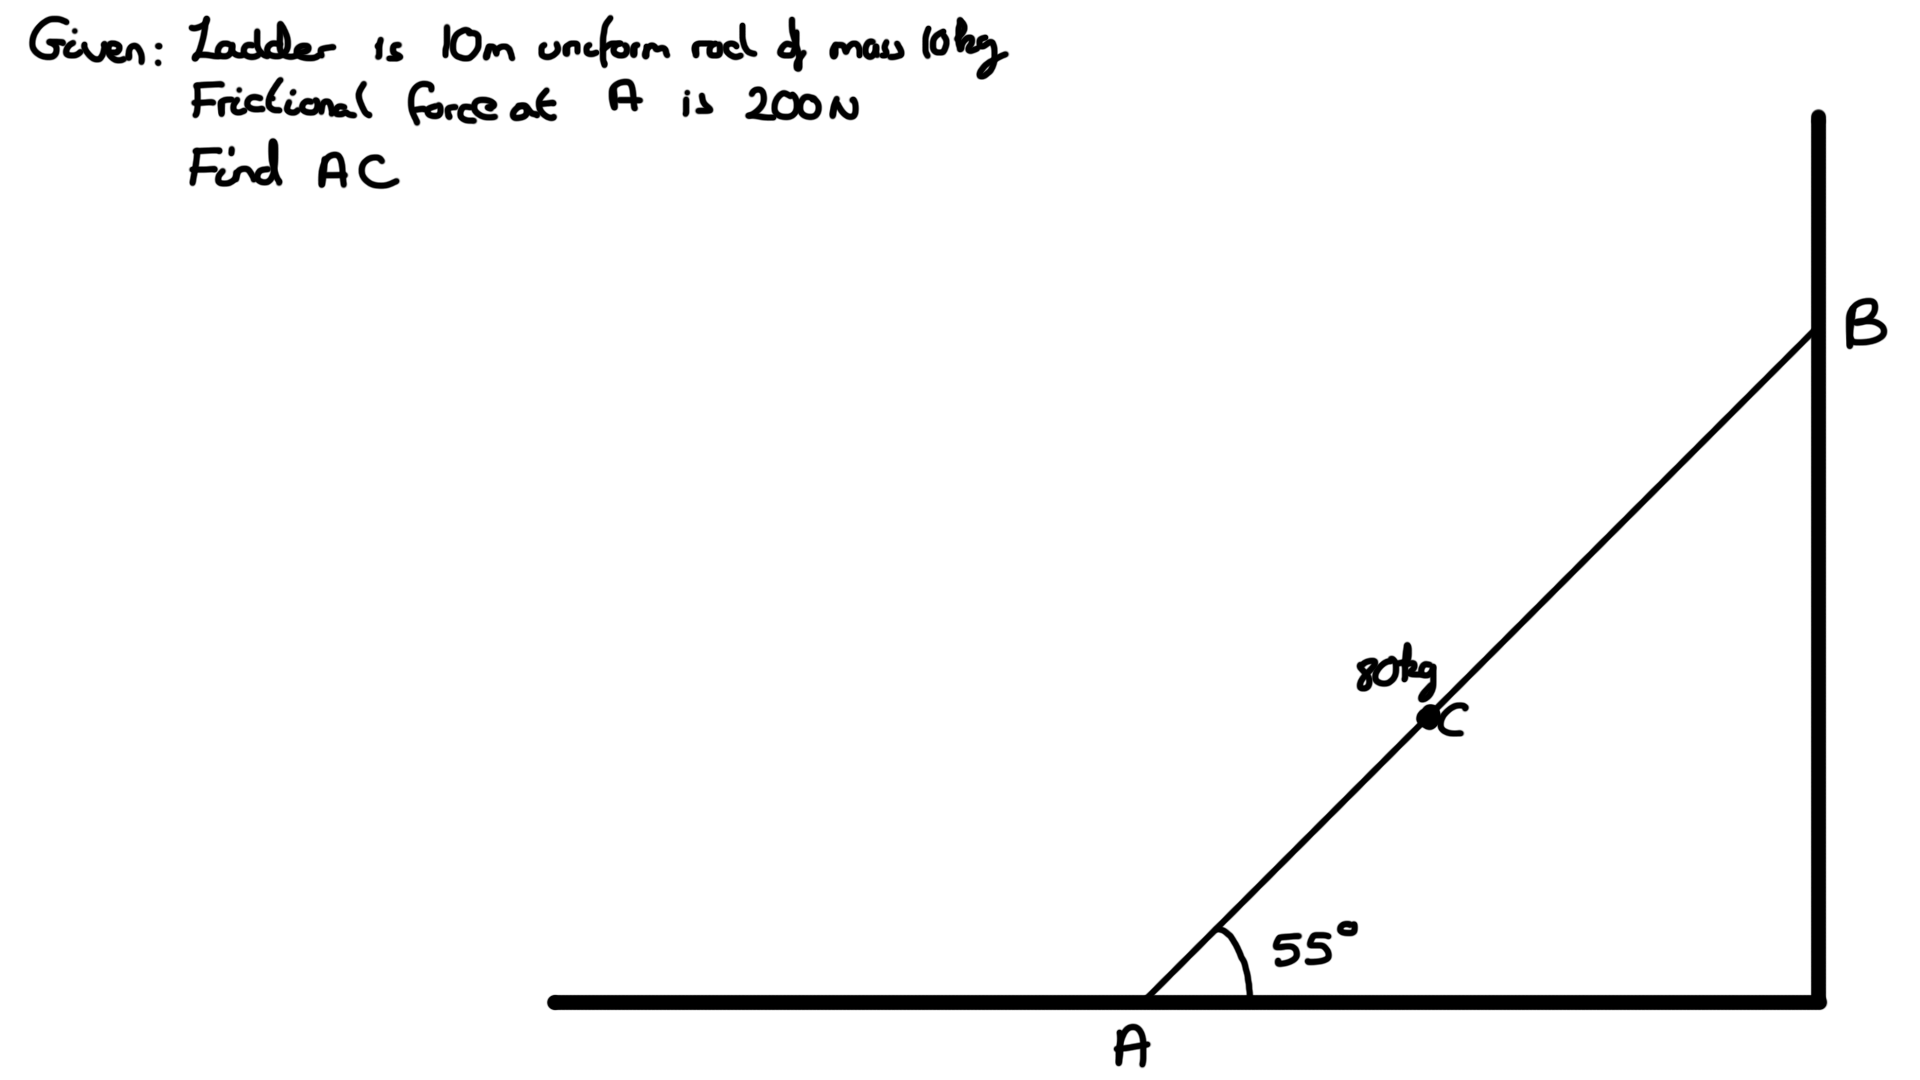 Given: Ladder is 10m uniform rod of mass 10kg
Frictional force at A is 200N
Find AC
B
80kg
C
55°
A